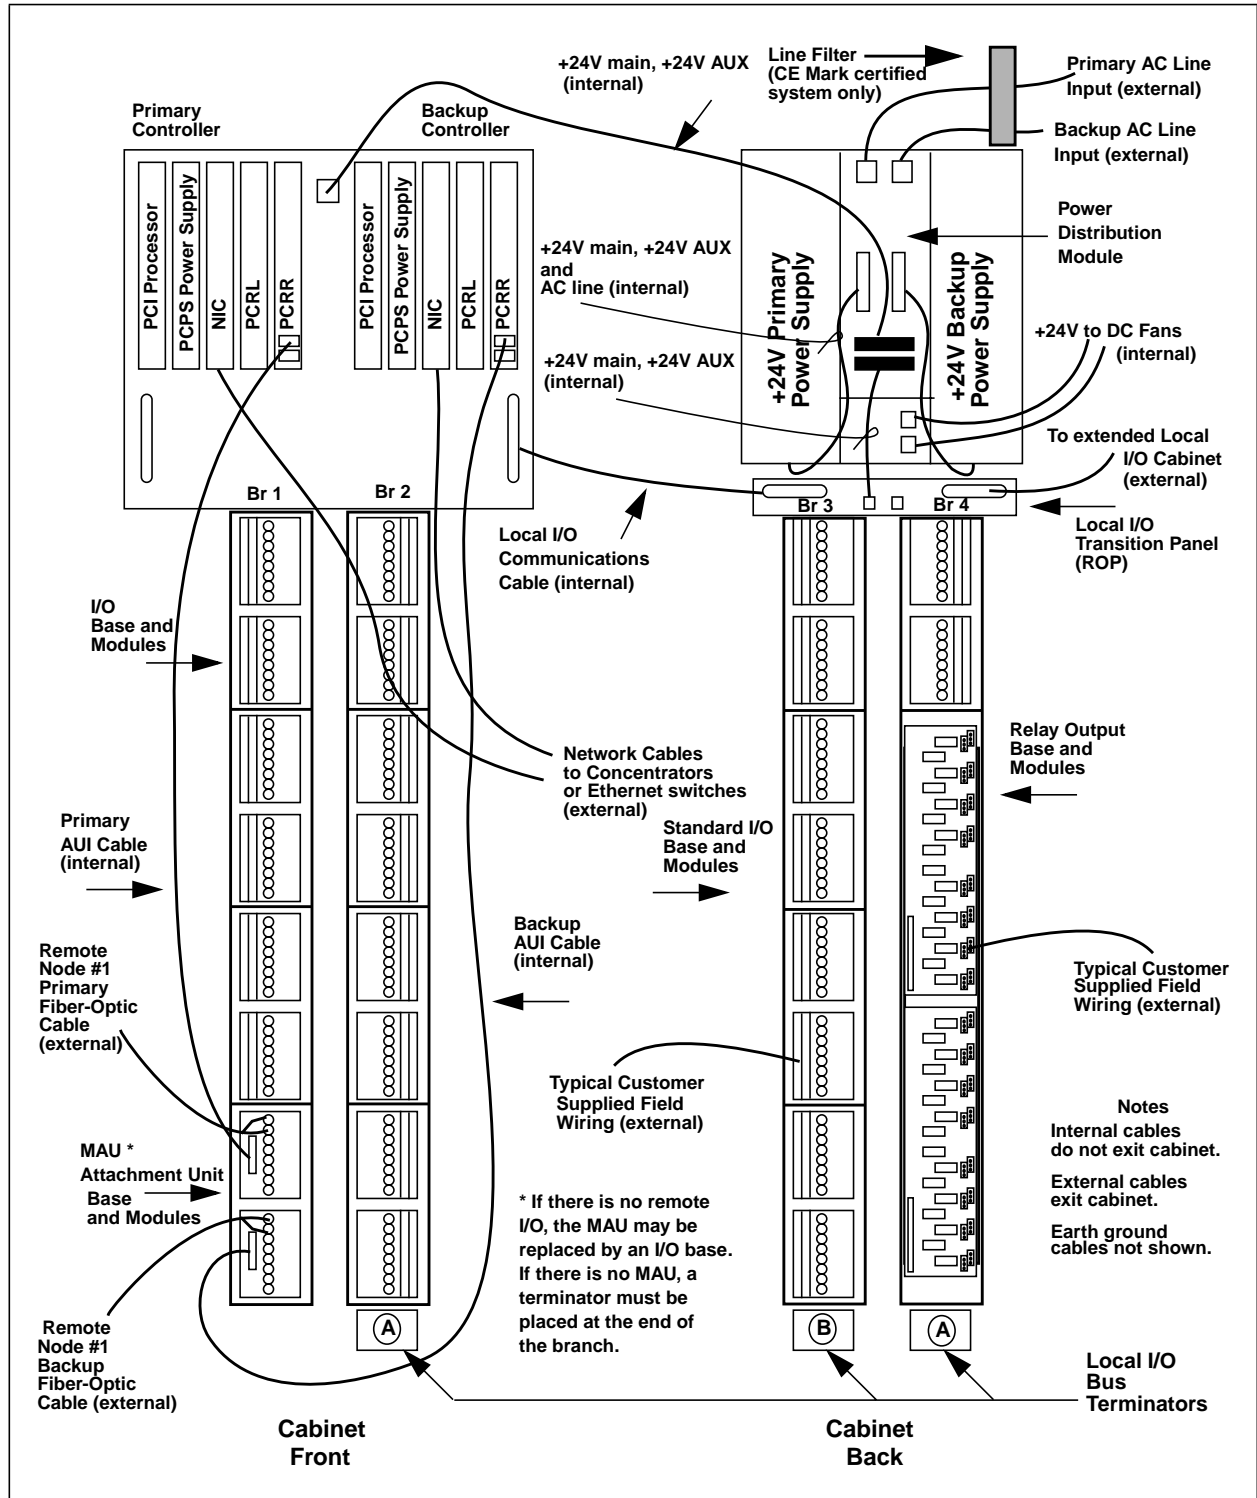 +24V main, +24V AUX
(internal)
Line Filter
(CE Mark certified
system only)
Primary AC Line
Input (external)
Backup AC Line
Input (external)
Primary
Controller
Backup
Controller
PCI Processor
PCPS Power Supply
NIC
PCRL
PCRR
PCI Processor
PCPS Power Supply
NIC
PCRL
PCRR
+24V main, +24V AUX
and
AC line (internal)
+24V main, +24V AUX
(internal)
+24V Primary
Power Supply
+24V Backup
Power Supply
Power
Distribution
Module
+24V to DC Fans
(internal)
To extended Local
I/O Cabinet
(external)
Br 1
Br 2
Br 3
Br 4
Local I/O
Communications
Cable (internal)
Local I/O
Transition Panel
(ROP)
I/O
Base and
Modules
Network Cables
to Concentrators
or Ethernet switches
(external)
Relay Output
Base and
Modules
Primary
AUI Cable
(internal)
Standard I/O
Base and
Modules
Backup
AUI Cable
(internal)
Remote
Node #1
Primary
Fiber-Optic
Cable
(external)
Typical Customer
Supplied Field
Wiring (external)
Typical Customer
Supplied Field
Wiring (external)
MAU *
Attachment Unit
Base
and Modules
Notes
Internal cables
do not exit cabinet.
External cables
exit cabinet.
Earth ground
cables not shown.
* If there is no remote
I/O, the MAU may be
replaced by an I/O base.
If there is no MAU, a
terminator must be
placed at the end of
the branch.
Remote
Node #1
Backup
Fiber-Optic
Cable (external)
A
B
A
Local I/O
Bus
Terminators
Cabinet
Front
Cabinet
Back